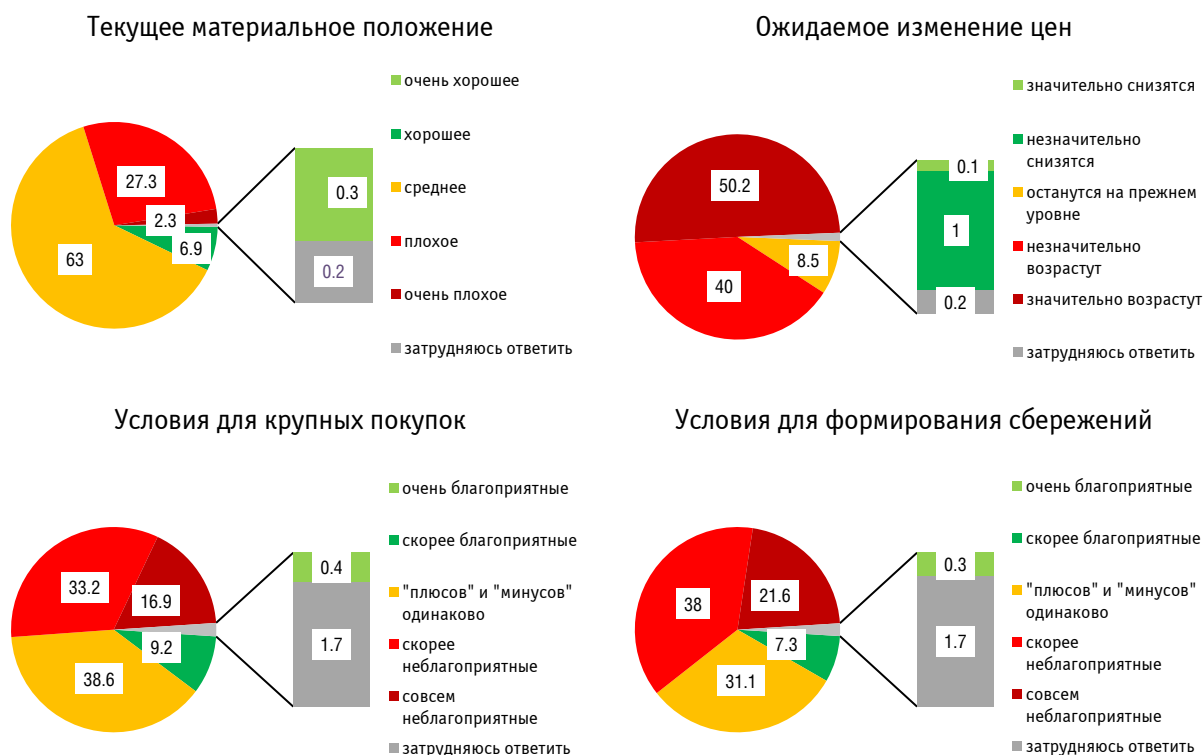 Текущее материальное положение
27.3
2.3
6.9
63
0.3
0.2
очень хорошее
хорошее
среднее
плохое
очень плохое
затрудняюсь ответить
Ожидаемое изменение цен
50.2
8.5
40
0.1
1
0.2
значительно снизятся
незначительно
снизятся
останутся на прежнем
уровне
незначительно
возрастут
значительно возрастут
затрудняюсь ответить
Условия для крупных покупок
33.2
16.9
9.2
38.6
0.4
1.7
очень благоприятные
скорее благоприятные
"плюсов" и "минусов"
одинаково
скорее
неблагоприятные
совсем
неблагоприятные
затрудняюсь ответить
Условия для формирования сбережений
38
21.6
7.3
31.1
0.3
1.7
очень благоприятные
скорее благоприятные
"плюсов" и "минусов"
одинаково
скорее
неблагоприятные
совсем
неблагоприятные
затрудняюсь ответить